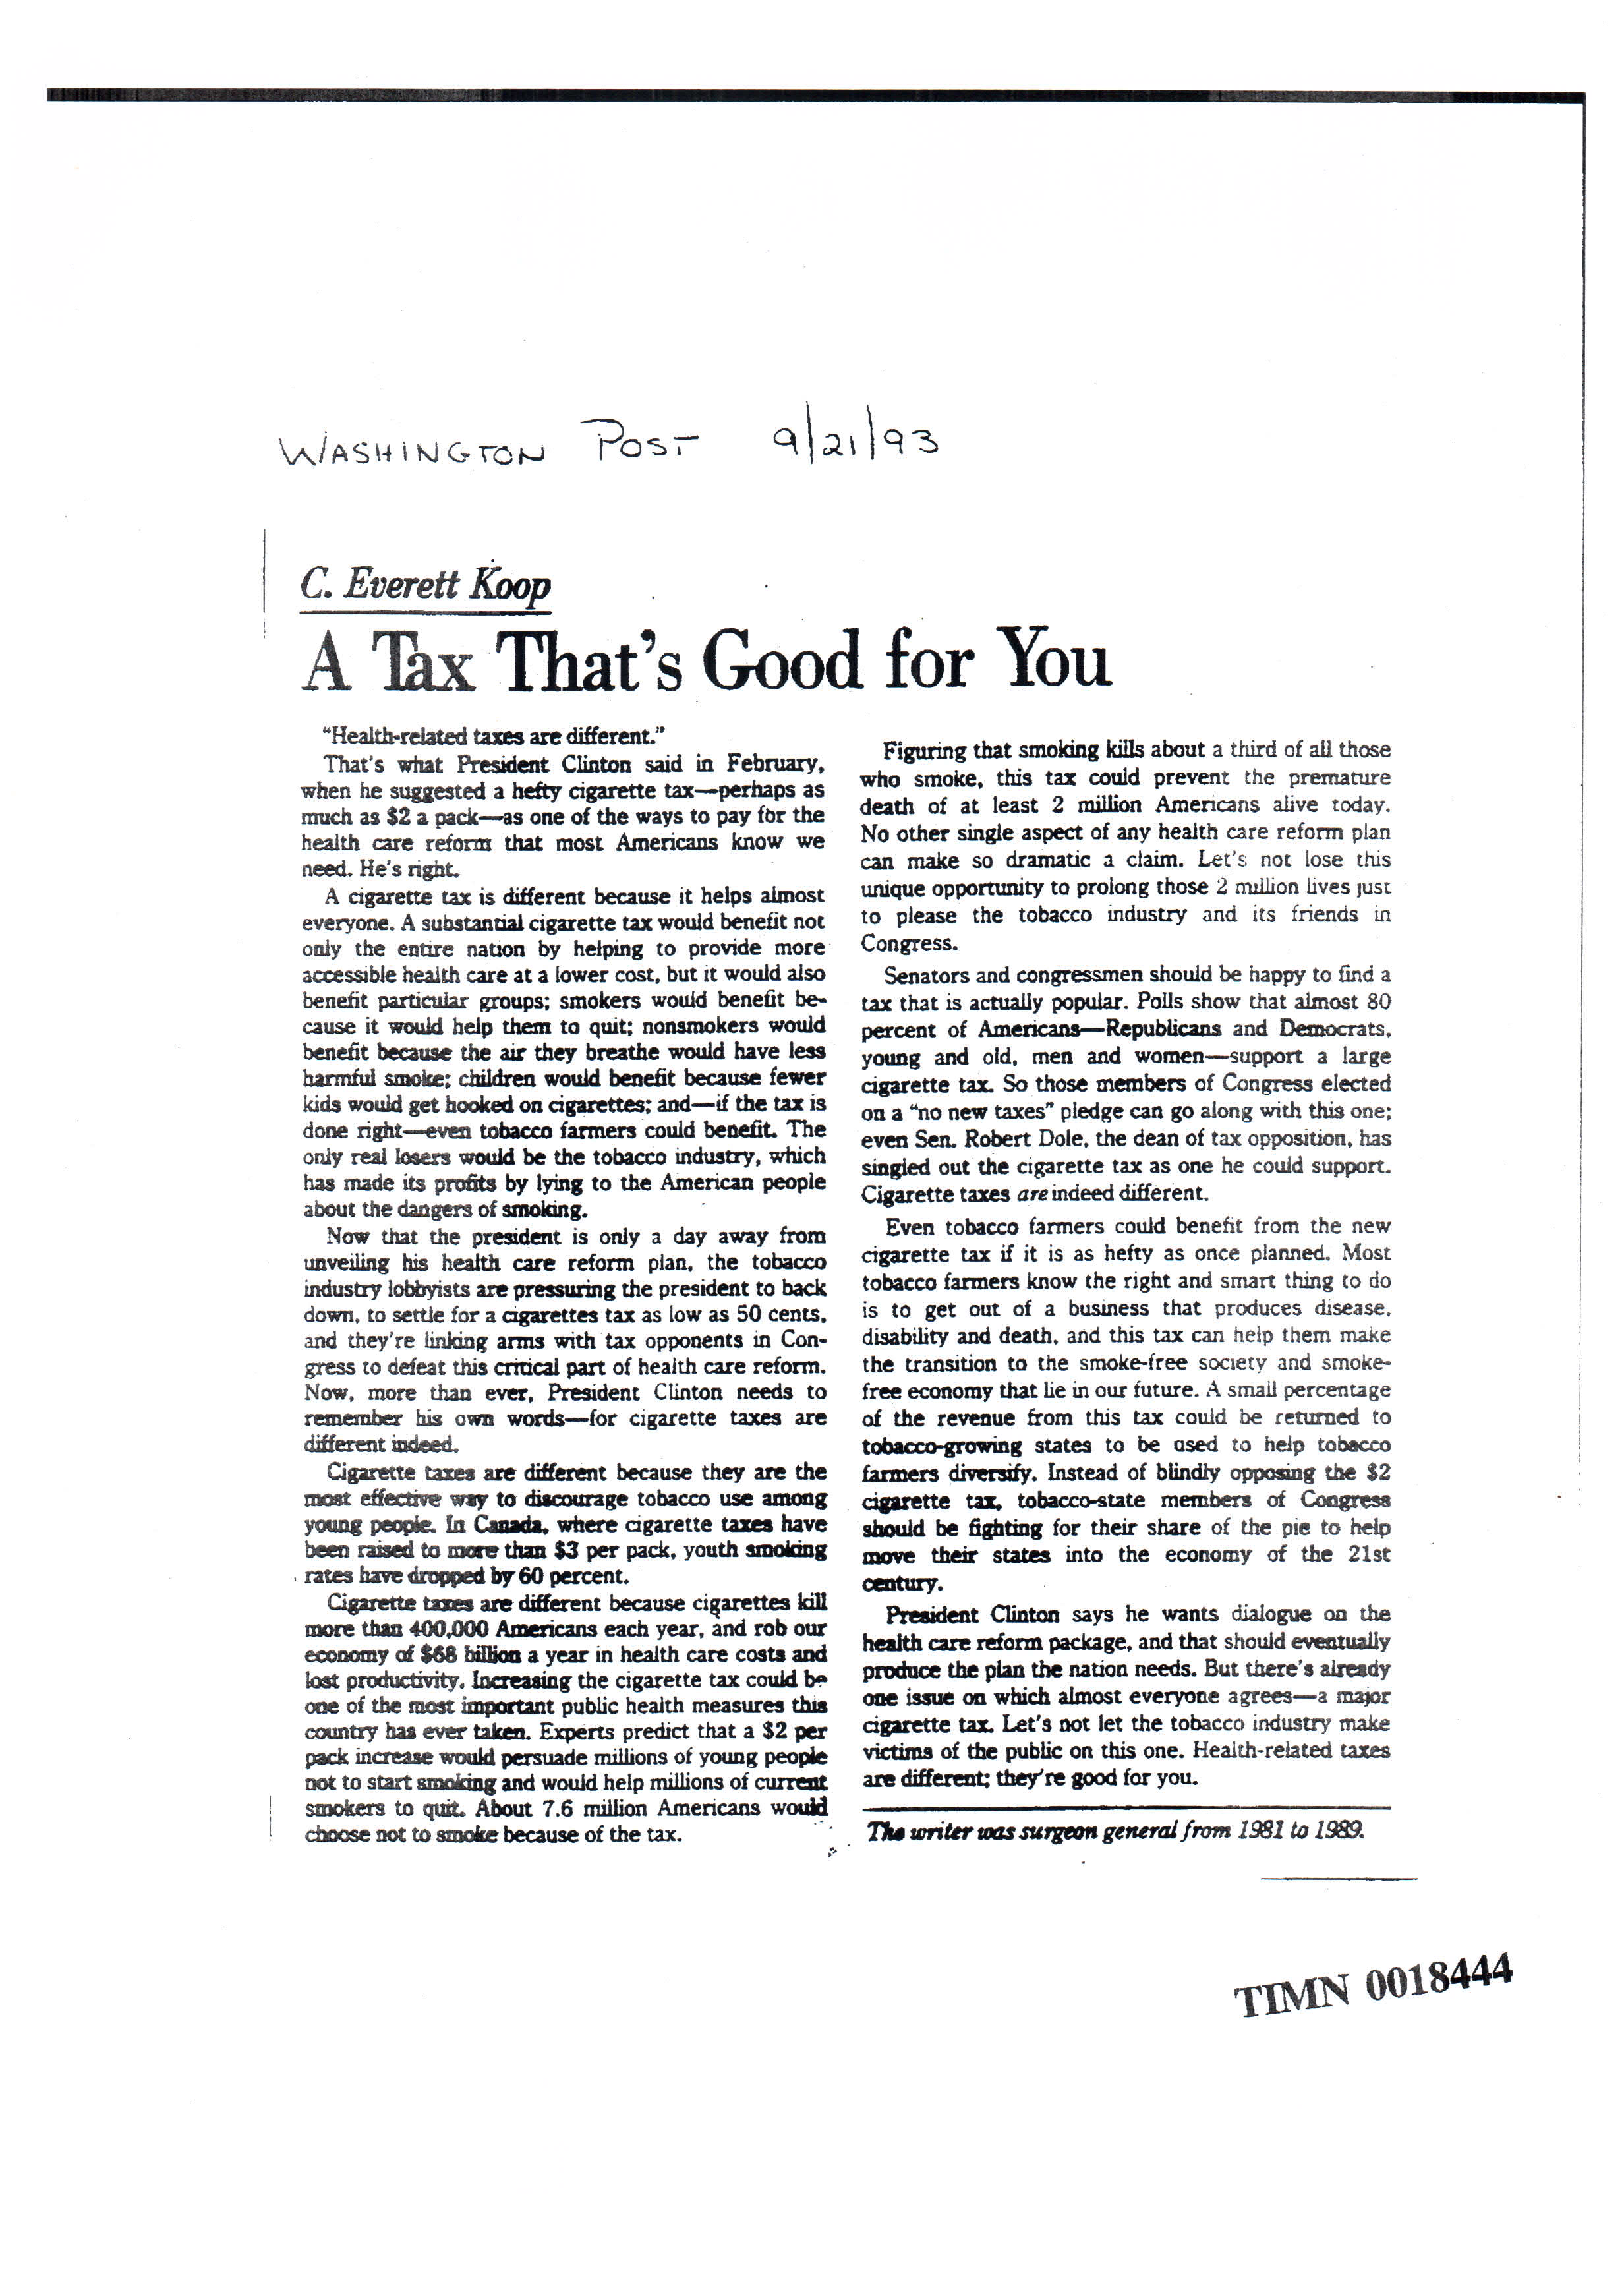 WASHINGTON POST 9/21/93
C. Everett Koop
A Tax That's Good for You
“Health-related taxes are different.”
That's what President Clinton said in February,
when he suggested a hefty cigarette tax—perhaps as
much as $2 a pack—as one of the ways to pay for the
health care reform that most Americans know we
need. He's right.
A cigarette tax is different because it helps almost
everyone. A substantial cigarette tax would benefit not
only the entire nation by helping to provide more
accessible health care at a lower cost, but it would also
benefit particular groups; smokers would benefit be-
cause it would help them to quit; nonsmokers would
benefit because the air they breathe would have less
harmful smoke; children would benefit because fewer
kids would get hooked on cigarettes; and—if the tax is
done right—even tobacco farmers could benefit. The
only real losers would be the tobacco industry, which
has made its profits by lying to the American people
about the dangers of smoking.
Now that the president is only a day away from
unveiling his health care reform plan, the tobacco
industry lobbyists are pressuring the president to back
down, to settle for a cigarettes tax as low as 50 cents,
and they're linking arms with tax opponents in Con-
gress to defeat this critical part of health care reform.
Now, more than ever, President Clinton needs to
remember his own words—for cigarette taxes are
different indeed.
Cigarette taxes are different because they are the
most effective way to discourage tobacco use among
young people. In Canada, where cigarette taxes have
been raised to more than $3 per pack, youth smoking
rates have dropped by 60 percent.
Cigarette taxes are different because cigarettes kill
more than 400,000 Americans each year, and rob our
economy of $68 billion a year in health care costs and
lost productivity. Increasing the cigarette tax could be
one of the most important public health measures this
country has ever taken. Experts predict that a $2 per
pack increase would persuade millions of young people
not to start smoking and would help millions of current
smokers to quit. About 7.6 million Americans would
choose not to smoke because of the tax.
Figuring that smoking kills about a third of all those
who smoke, this tax could prevent the premature
death of at least 2 million Americans alive today.
No other single aspect of any health care reform plan
can make so dramatic a claim. Let's not lose this
unique opportunity to prolong those 2 million lives just
to please the tobacco industry and its friends in
Congress.
Senators and congressmen should be happy to find a
tax that is actually popular. Polls show that almost 80
percent of Americans—Republicans and Democrats,
young and old, men and women—support a large
cigarette tax. So those members of Congress elected
on a “no new taxes” pledge can go along with this one;
even Sen. Robert Dole, the dean of tax opposition, has
singled out the cigarette tax as one he could support.
Cigarette taxes are indeed different.
Even tobacco farmers could benefit from the new
cigarette tax if it is as hefty as once planned. Most
tobacco farmers know the right and smart thing to do
is to get out of a business that produces disease,
disability and death, and this tax can help them make
the transition to the smoke-free society and smoke-
free economy that lie in our future. A small percentage
of the revenue from this tax could be returned to
tobacco-growing states to be used to help tobacco
farmers diversify. Instead of blindly opposing the $2
cigarette tax, tobacco-state members of Congress
should be fighting for their share of the pie to help
move their states into the economy of the 21st
century.
President Clinton says he wants dialogue on the
health care reform package, and that should eventually
produce the plan the nation needs. But there's already
one issue on which almost everyone agrees—a major
cigarette tax. Let's not let the tobacco industry make
victims of the public on this one. Health-related taxes
are different; they're good for you.
The writer was surgeon general from 1981 to 1989.
TIMN 0018444